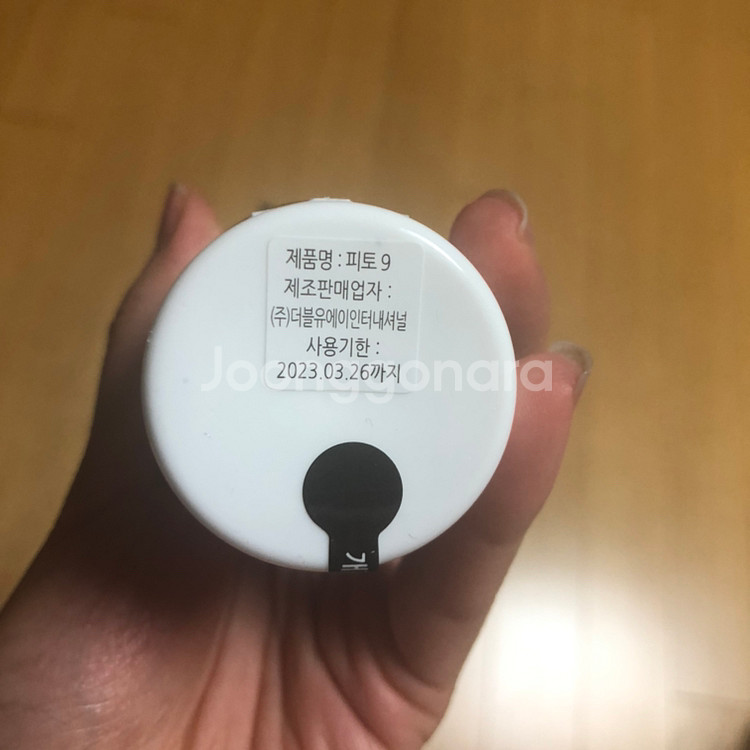 제품명 : 피토 9
제조판매업자 :
(주)더블유에이인터내셔널
사용기한 :
2023.03.26까지
Joonggonara
개